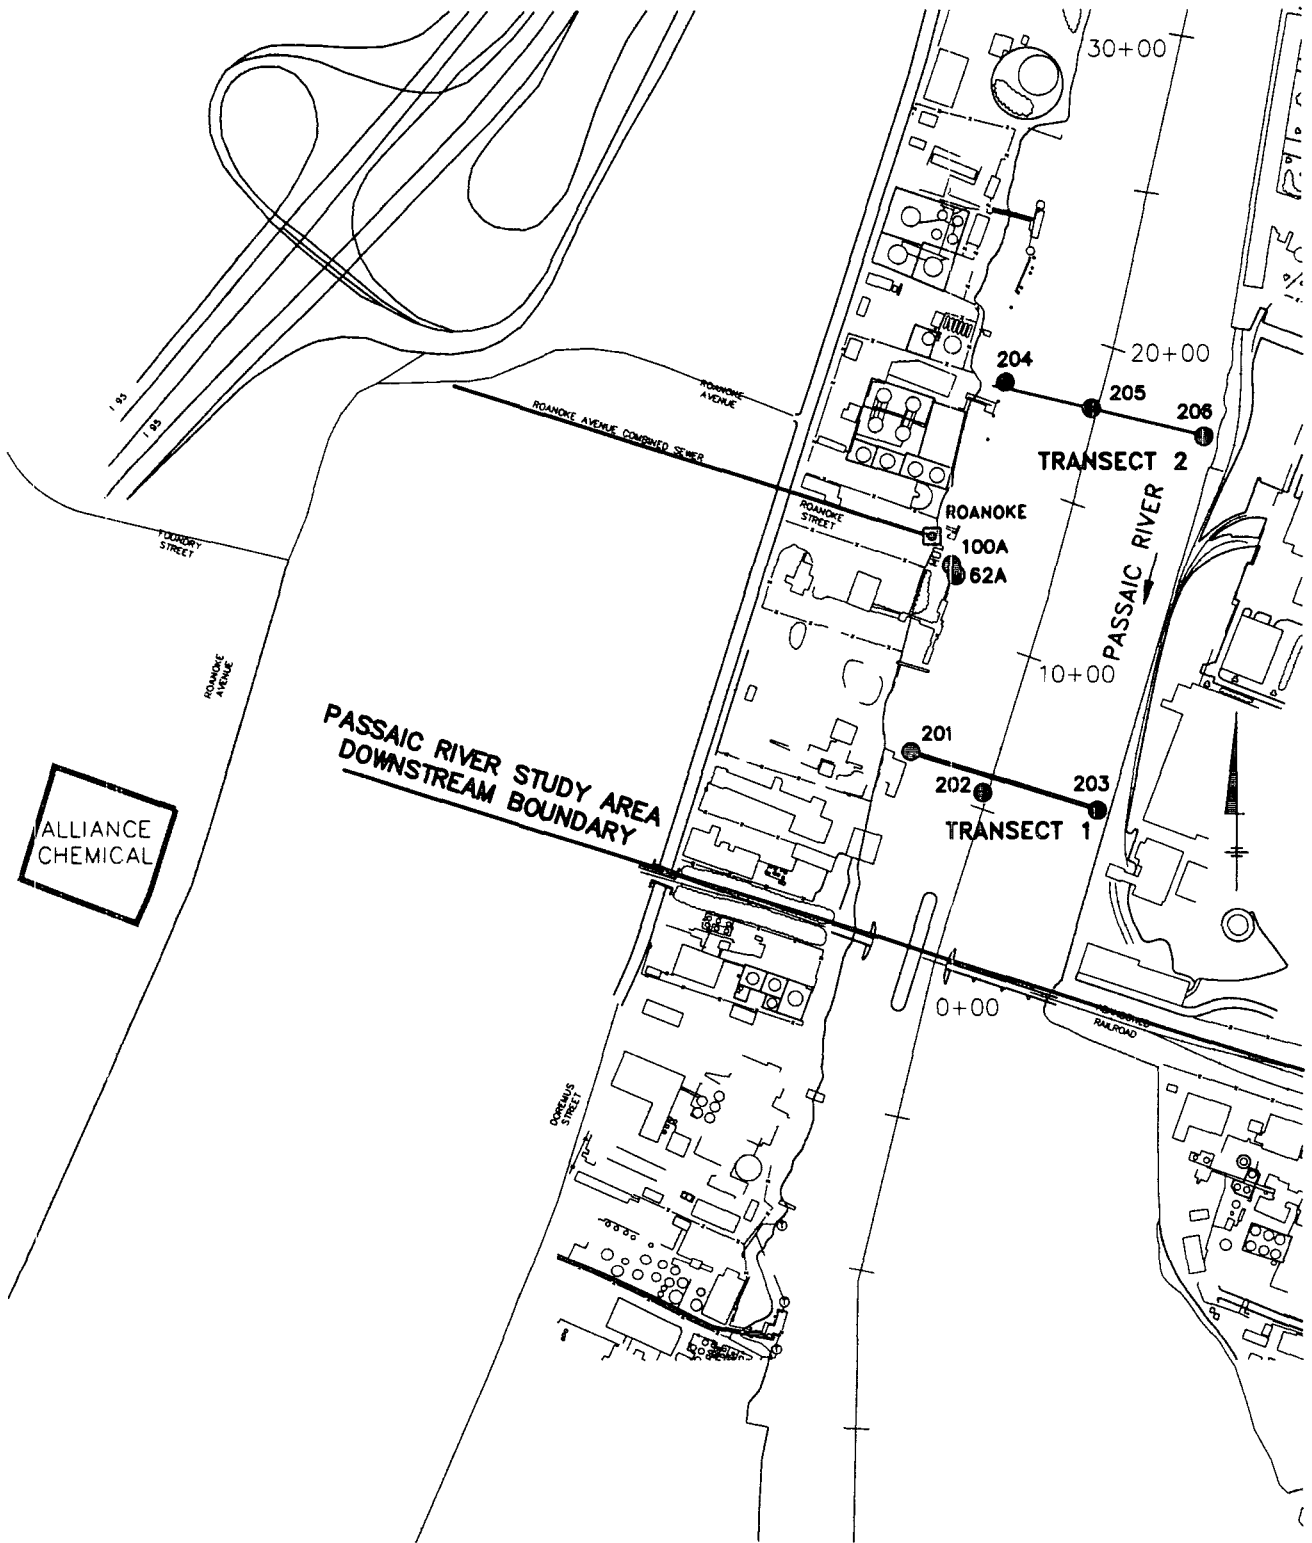 30+00
20+00
204
205
206
TRANSECT 2
ROANOKE
AVENUE
ROANOKE AVENUE COMBINED SEWER
I 95
I 95
ROANOKE
STREET
ROANOKE
100A
62A
PASSAIC RIVER
FOUNDRY
STREET
ROANOKE
AVENUE
10+00
PASSAIC RIVER STUDY AREA
DOWNSTREAM BOUNDARY
201
202
203
TRANSECT 1
ALLIANCE
CHEMICAL
0+00
ABANDONED
RAILROAD
DOREMUS
STREET